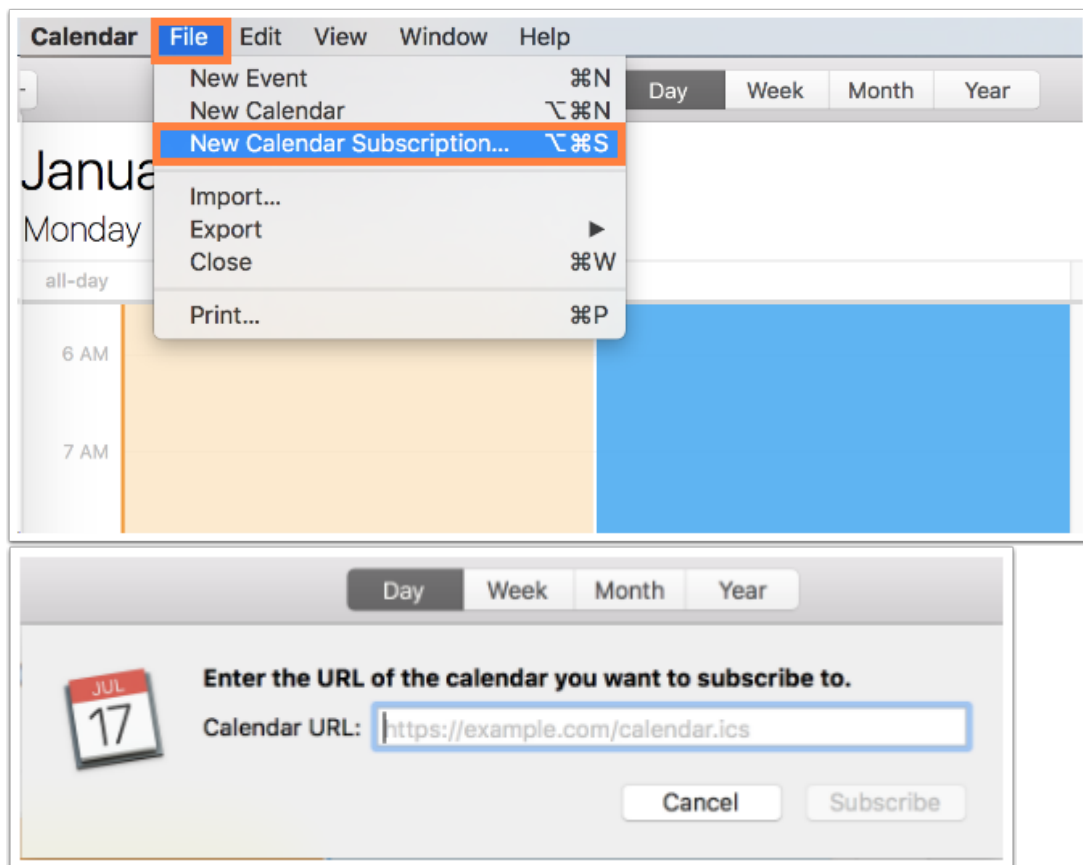 Calendar File Edit View Window Help
New Event ⌘N
New Calendar ⌥⌘N
New Calendar Subscription... ⌥⌘S
Import...
Export ▶
Close ⌘W
Print... ⌘P
Day Week Month Year
Janua
Monday
all-day
6 AM
7 AM
Day Week Month Year
JUL
17
Enter the URL of the calendar you want to subscribe to.
Calendar URL: https://example.com/calendar.ics
Cancel Subscribe